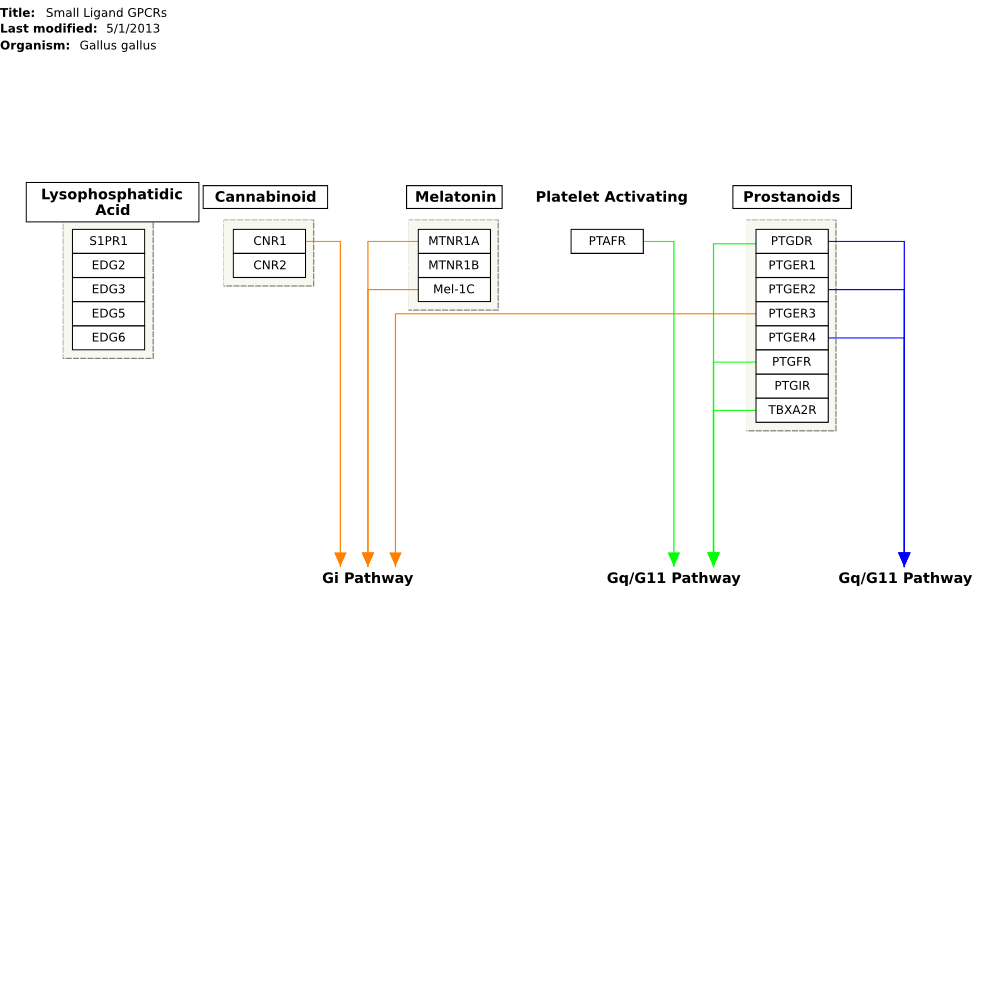 Title: Small Ligand GPCRs
Last modified: 5/1/2013
Organism: Gallus gallus
Lysophosphatidic
Acid
Cannabinoid
Melatonin
Platelet Activating
Prostanoids
S1PR1
EDG2
EDG3
EDG5
EDG6
CNR1
CNR2
MTNR1A
MTNR1B
Mel-1C
PTAFR
PTGDR
PTGER1
PTGER2
PTGER3
PTGER4
PTGFR
PTGIR
TBXA2R
Gi Pathway
Gq/G11 Pathway
Gq/G11 Pathway